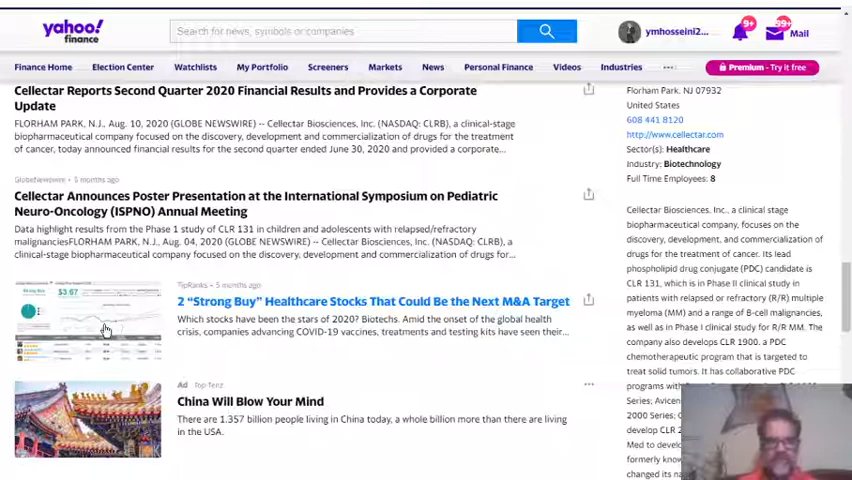 yahoo!
finance
Search for news, symbols or companies
ymhosseini2...
9+
99+
Mail
Finance Home
Election Center
Watchlists
My Portfolio
Screeners
Markets
News
Personal Finance
Videos
Industries
...
Premium - Try it free
Cellectar Reports Second Quarter 2020 Financial Results and Provides a Corporate
Update
FLORHAM PARK, N.J., Aug. 10, 2020 (GLOBE NEWSWIRE) -- Cellectar Biosciences, Inc. (NASDAQ: CLRB), a clinical-stage
biopharmaceutical company focused on the discovery, development and commercialization of drugs for the treatment
of cancer, today announced financial results for the second quarter ended June 30, 2020 and provided a corporate...
GlobeNewswire • 5 months ago
Cellectar Announces Poster Presentation at the International Symposium on Pediatric
Neuro-Oncology (ISPNO) Annual Meeting
Data highlight results from the Phase 1 study of CLR 131 in children and adolescents with relapsed/refractory
malignanciesFLORHAM PARK, N.J., Aug. 04, 2020 (GLOBE NEWSWIRE) -- Cellectar Biosciences, Inc. (NASDAQ: CLRB), a
clinical-stage biopharmaceutical company focused on the discovery, development and commercialization of drugs for...
$3.67
TipRanks • 5 months ago
2 “Strong Buy” Healthcare Stocks That Could Be the Next M&A Target
Which stocks have been the stars of 2020? Biotechs. Amid the onset of the global health
crisis, companies advancing COVID-19 vaccines, treatments and testing kits have seen their...
Ad Top Tenz
China Will Blow Your Mind
There are 1.357 billion people living in China today, a whole billion more than there are living
in the USA.
Florham Park, NJ 07932
United States
608 441 8120
http://www.cellectar.com
Sector(s): Healthcare
Industry: Biotechnology
Full Time Employees: 8
Cellectar Biosciences, Inc., a clinical stage
biopharmaceutical company, focuses on the
discovery, development, and commercialization of
drugs for the treatment of cancer. Its lead
phospholipid drug conjugate (PDC) candidate is
CLR 131, which is in Phase II clinical study in
patients with relapsed or refractory (R/R) multiple
myeloma (MM) and a range of B-cell malignancies,
as well as in Phase I clinical study for R/R MM. The
company also develops CLR 1900, a PDC
chemotherapeutic program that is targeted to
treat solid tumors. It has collaborative PDC
programs with
Series; Avicen
2000 Series; O
develop CLR 2
Med to develo
formerly know
changed its na